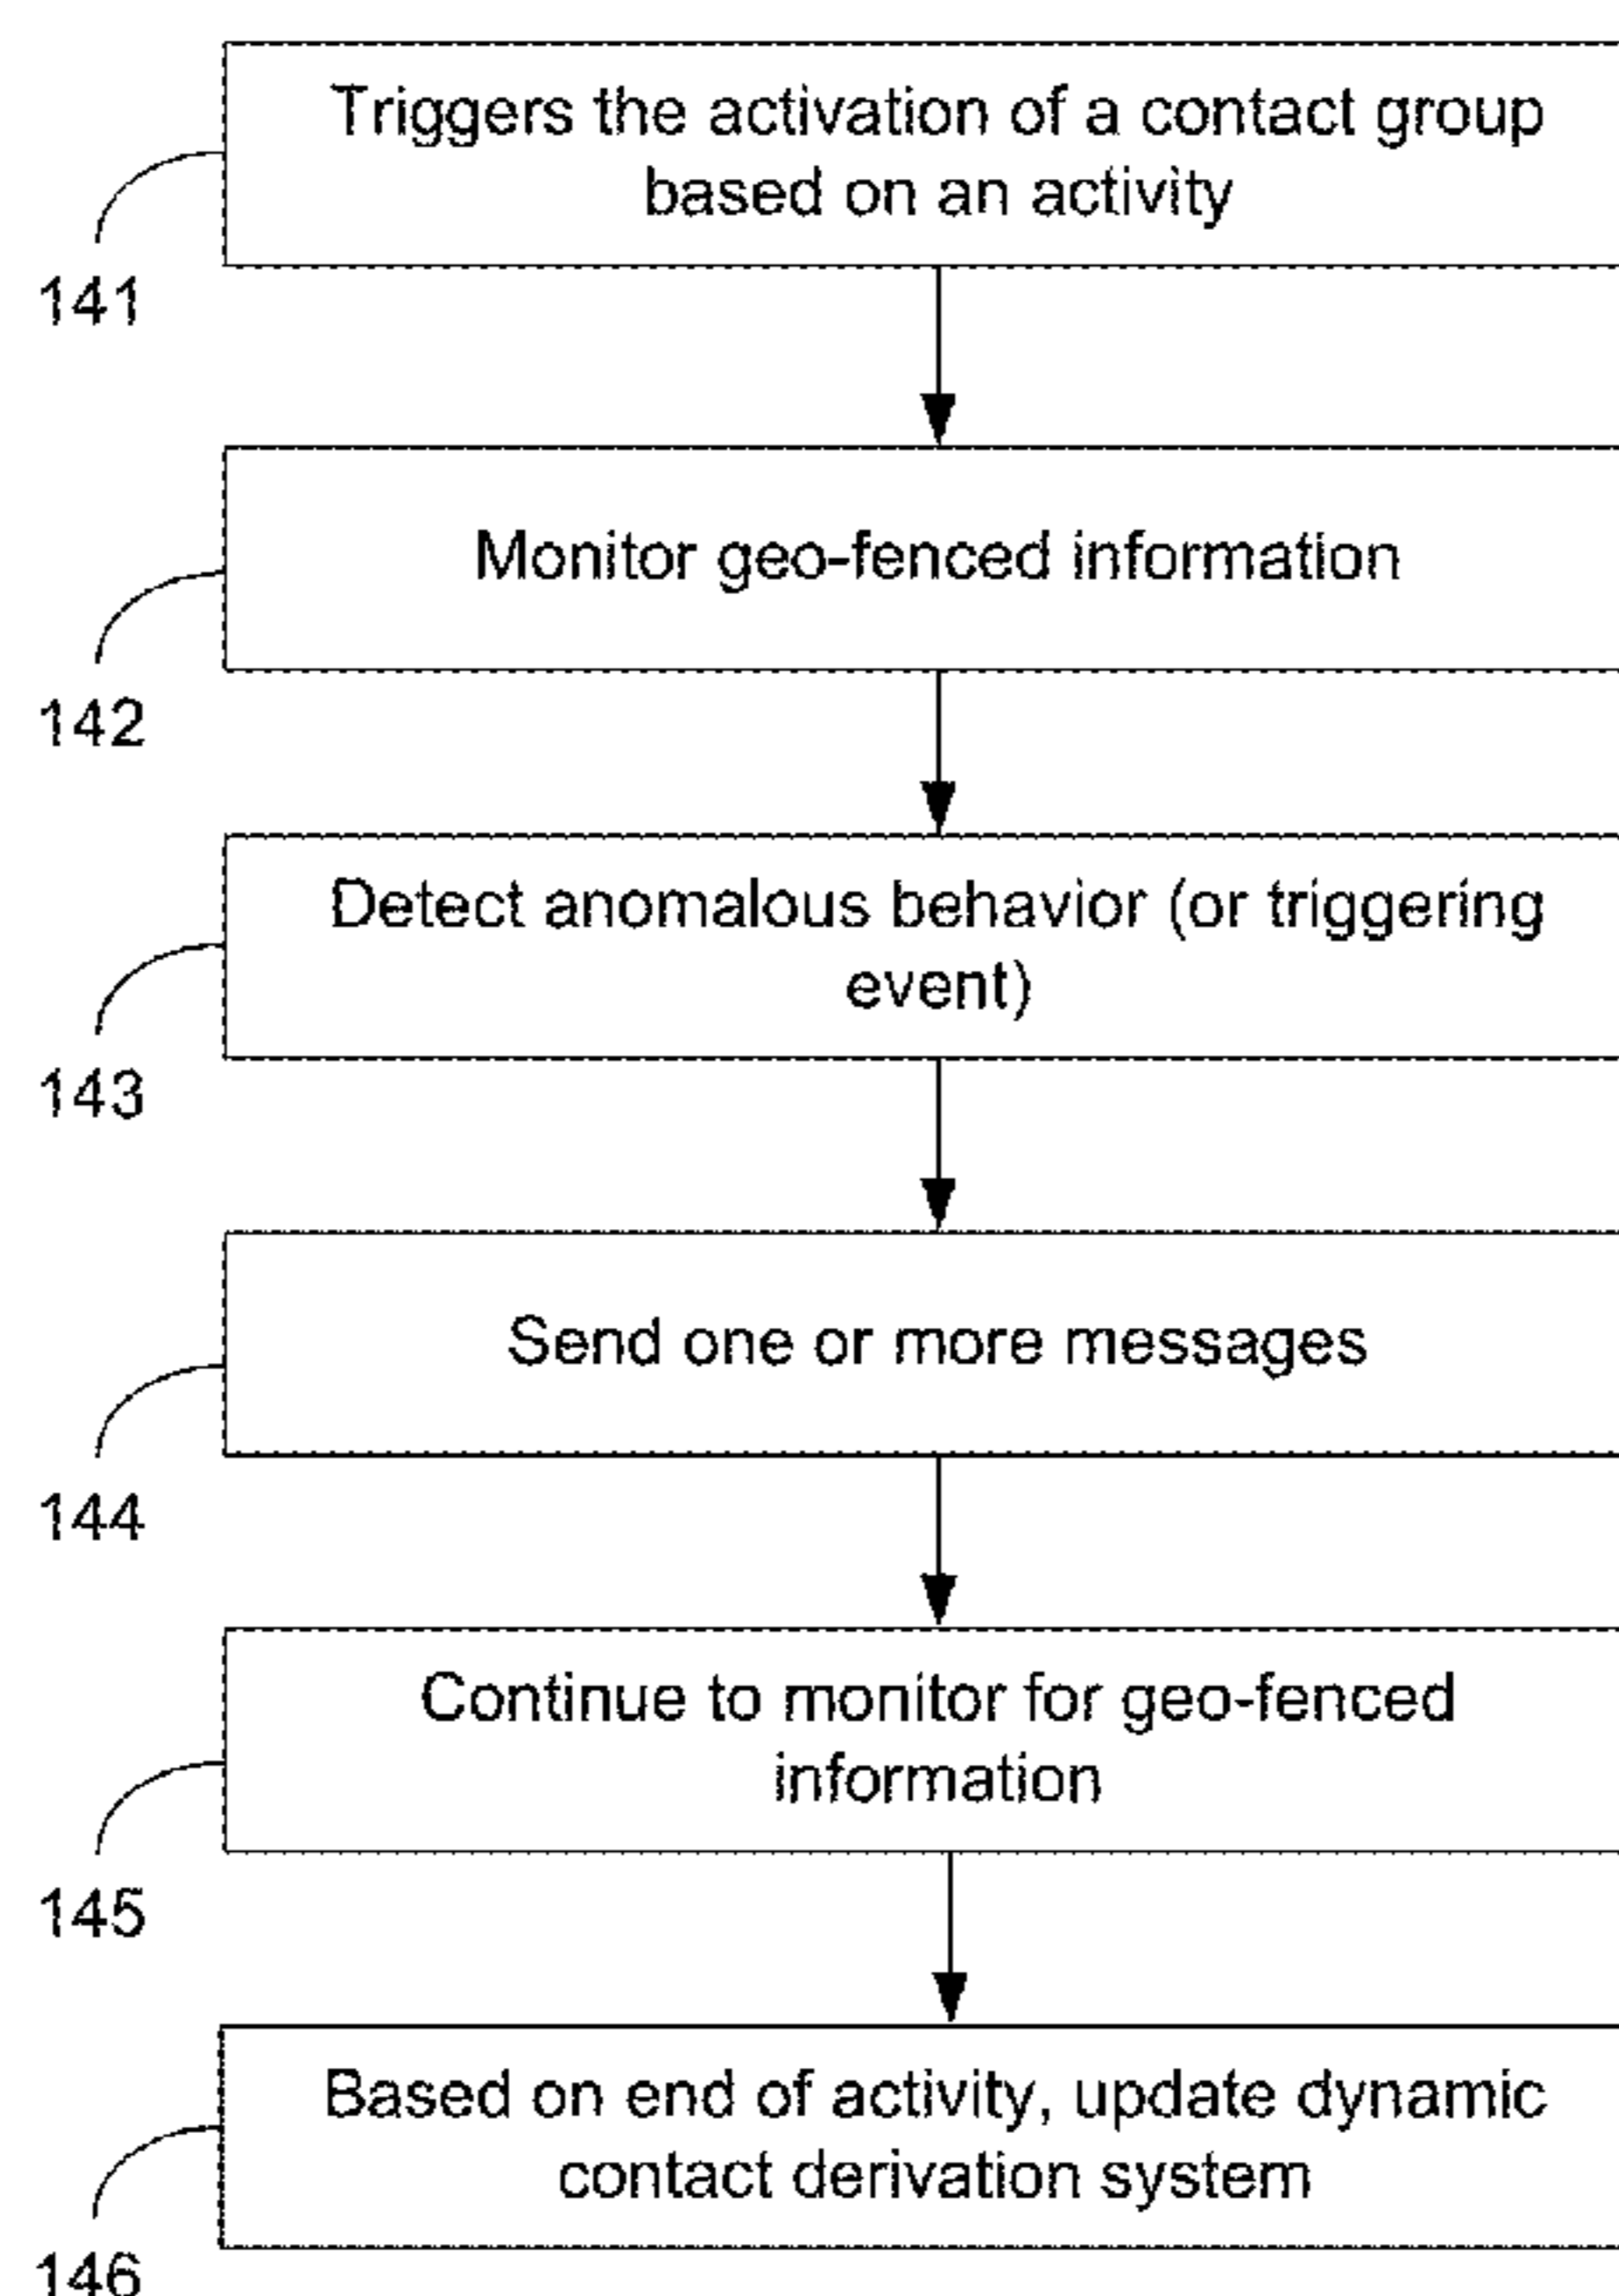 Triggers the activation of a contact group
based on an activity
141
Monitor geo-fenced information
142
Detect anomalous behavior (or triggering
event)
143
Send one or more messages
144
Continue to monitor for geo-fenced
information
145
Based on end of activity, update dynamic
contact derivation system
146